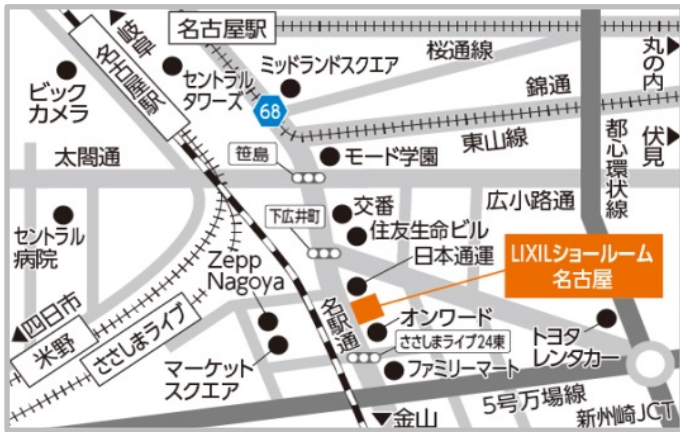 名古屋駅
岐阜
名古屋駅
ビック
カメラ
セントラル
タワーズ
ミッドランドスクエア
桜通線
丸の内
錦通
68
東山線
都心環状線
伏見
太閤通
笹島
モード学園
広小路通
交番
下広井町
住友生命ビル
日本通運
セントラル
病院
Zepp
Nagoya
LIXILショールーム
名古屋
四日市
米野
ささしまライブ
名駅通
オンワード
ささしまライブ24東
トヨタ
レンタカー
マーケット
スクエア
ファミリーマート
5号万場線
金山
新州崎JCT